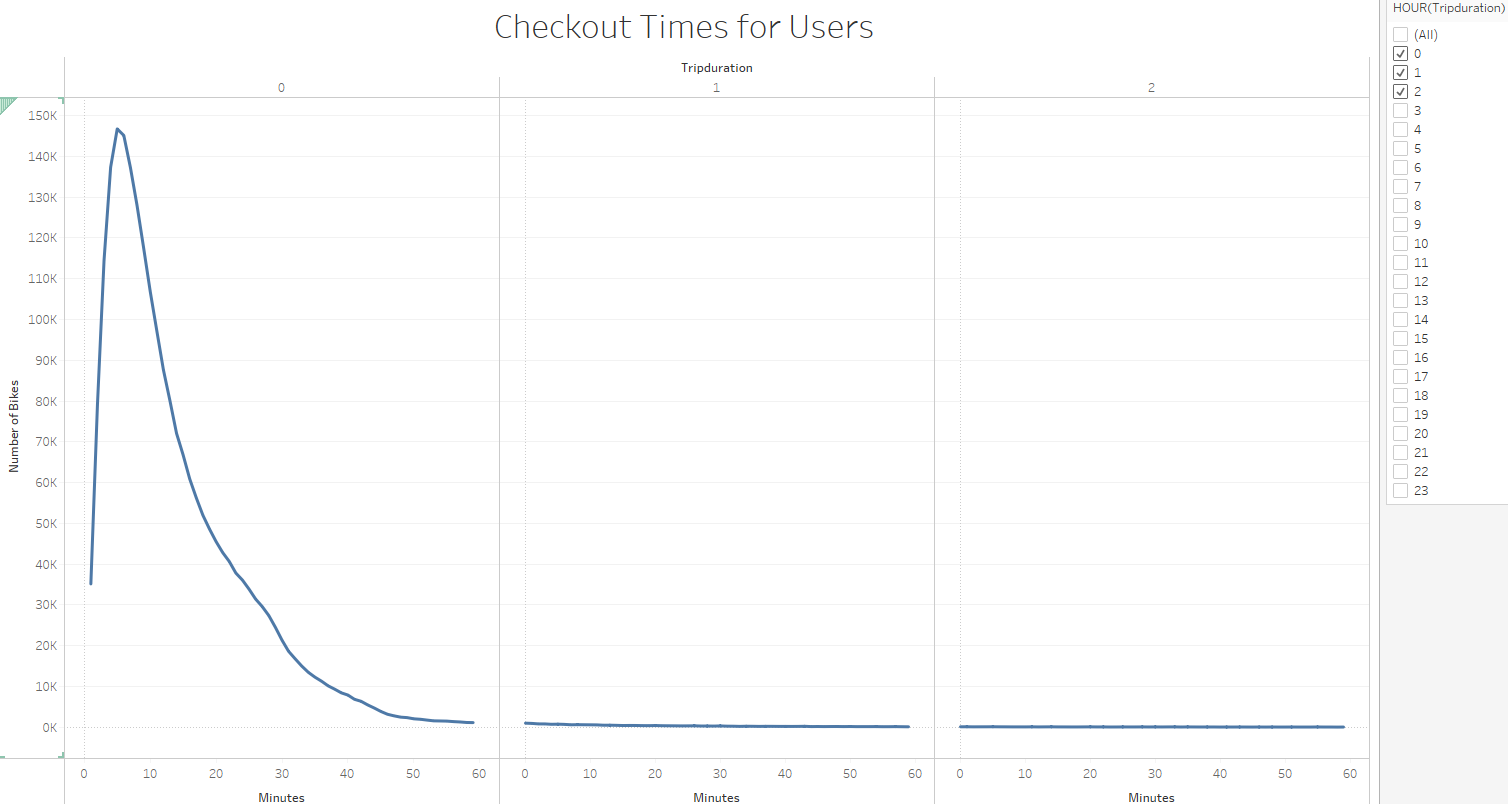 Checkout Times for Users
Tripduration
0 1 2
150K
140K
130K
120K
110K
100K
90K
80K
70K
60K
50K
40K
30K
20K
10K
0K
Number of Bikes
0 10 20 30 40 50 60 0 10 20 30 40 50 60 0 10 20 30 40 50 60
Minutes Minutes Minutes
HOUR(Tripduration)
(All)
0
1
2
3
4
5
6
7
8
9
10
11
12
13
14
15
16
17
18
19
20
21
22
23